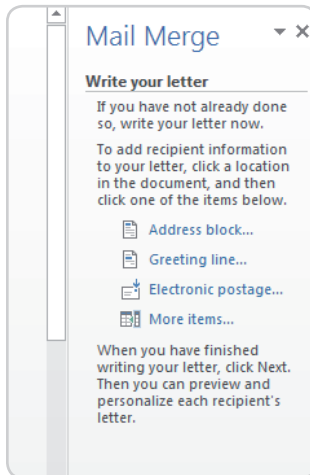 Mail Merge
Write your letter
If you have not already done
so, write your letter now.
To add recipient information
to your letter, click a location
in the document, and then
click one of the items below.
Address block...
Greeting line...
Electronic postage...
More items...
When you have finished
writing your letter, click Next.
Then you can preview and
personalize each recipient's
letter.